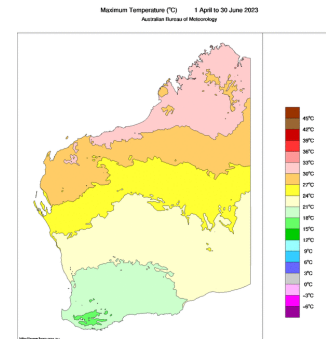 Maximum Temperature (°C) 1 April to 30 June 2023
Australian Bureau of Meteorology
45°C
42°C
39°C
36°C
33°C
30°C
27°C
24°C
21°C
18°C
15°C
12°C
9°C
6°C
3°C
0°C
-3°C
-6°C